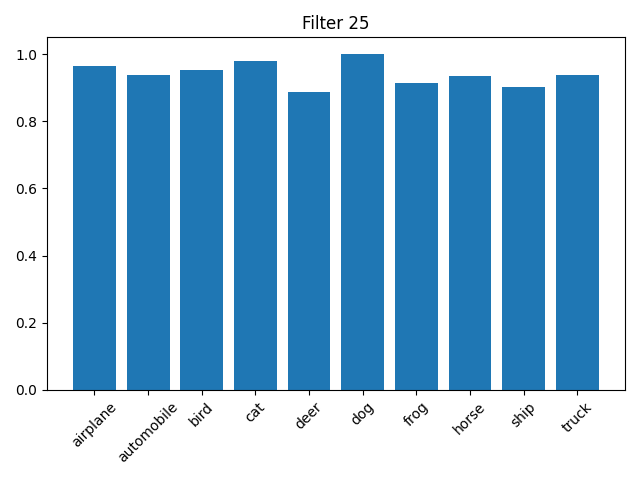 Filter 25
1.0
0.8
0.6
0.4
0.2
0.0
airplane
automobile
bird
cat
deer
dog
frog
horse
ship
truck